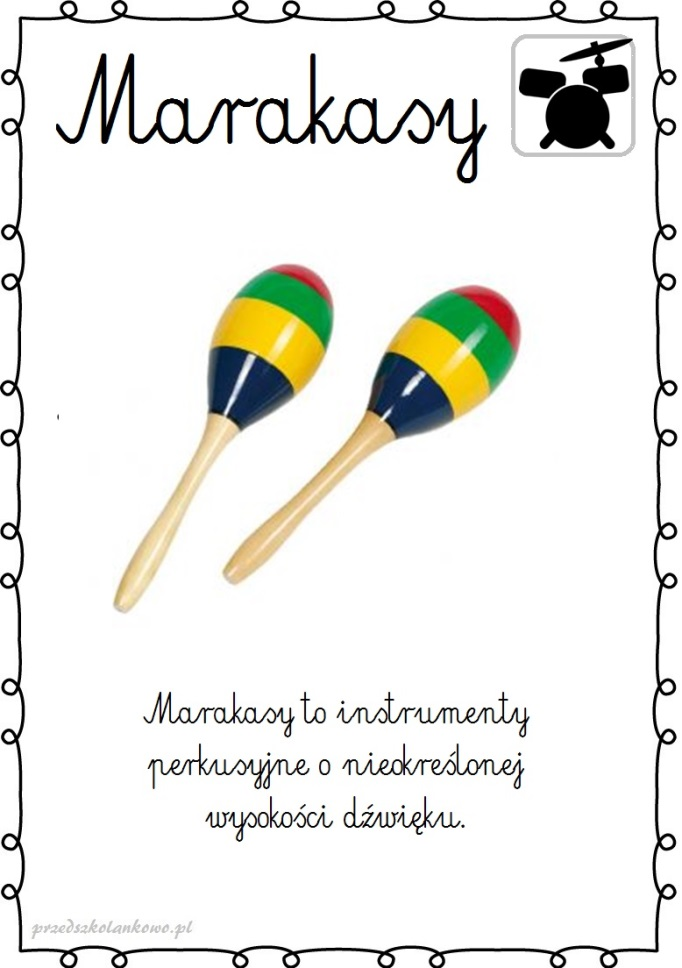 Marakasy
Marakasy to instrumenty
perkusyjne o nieokreślonej
wysokości dźwięku.
przedszkolankowo.pl